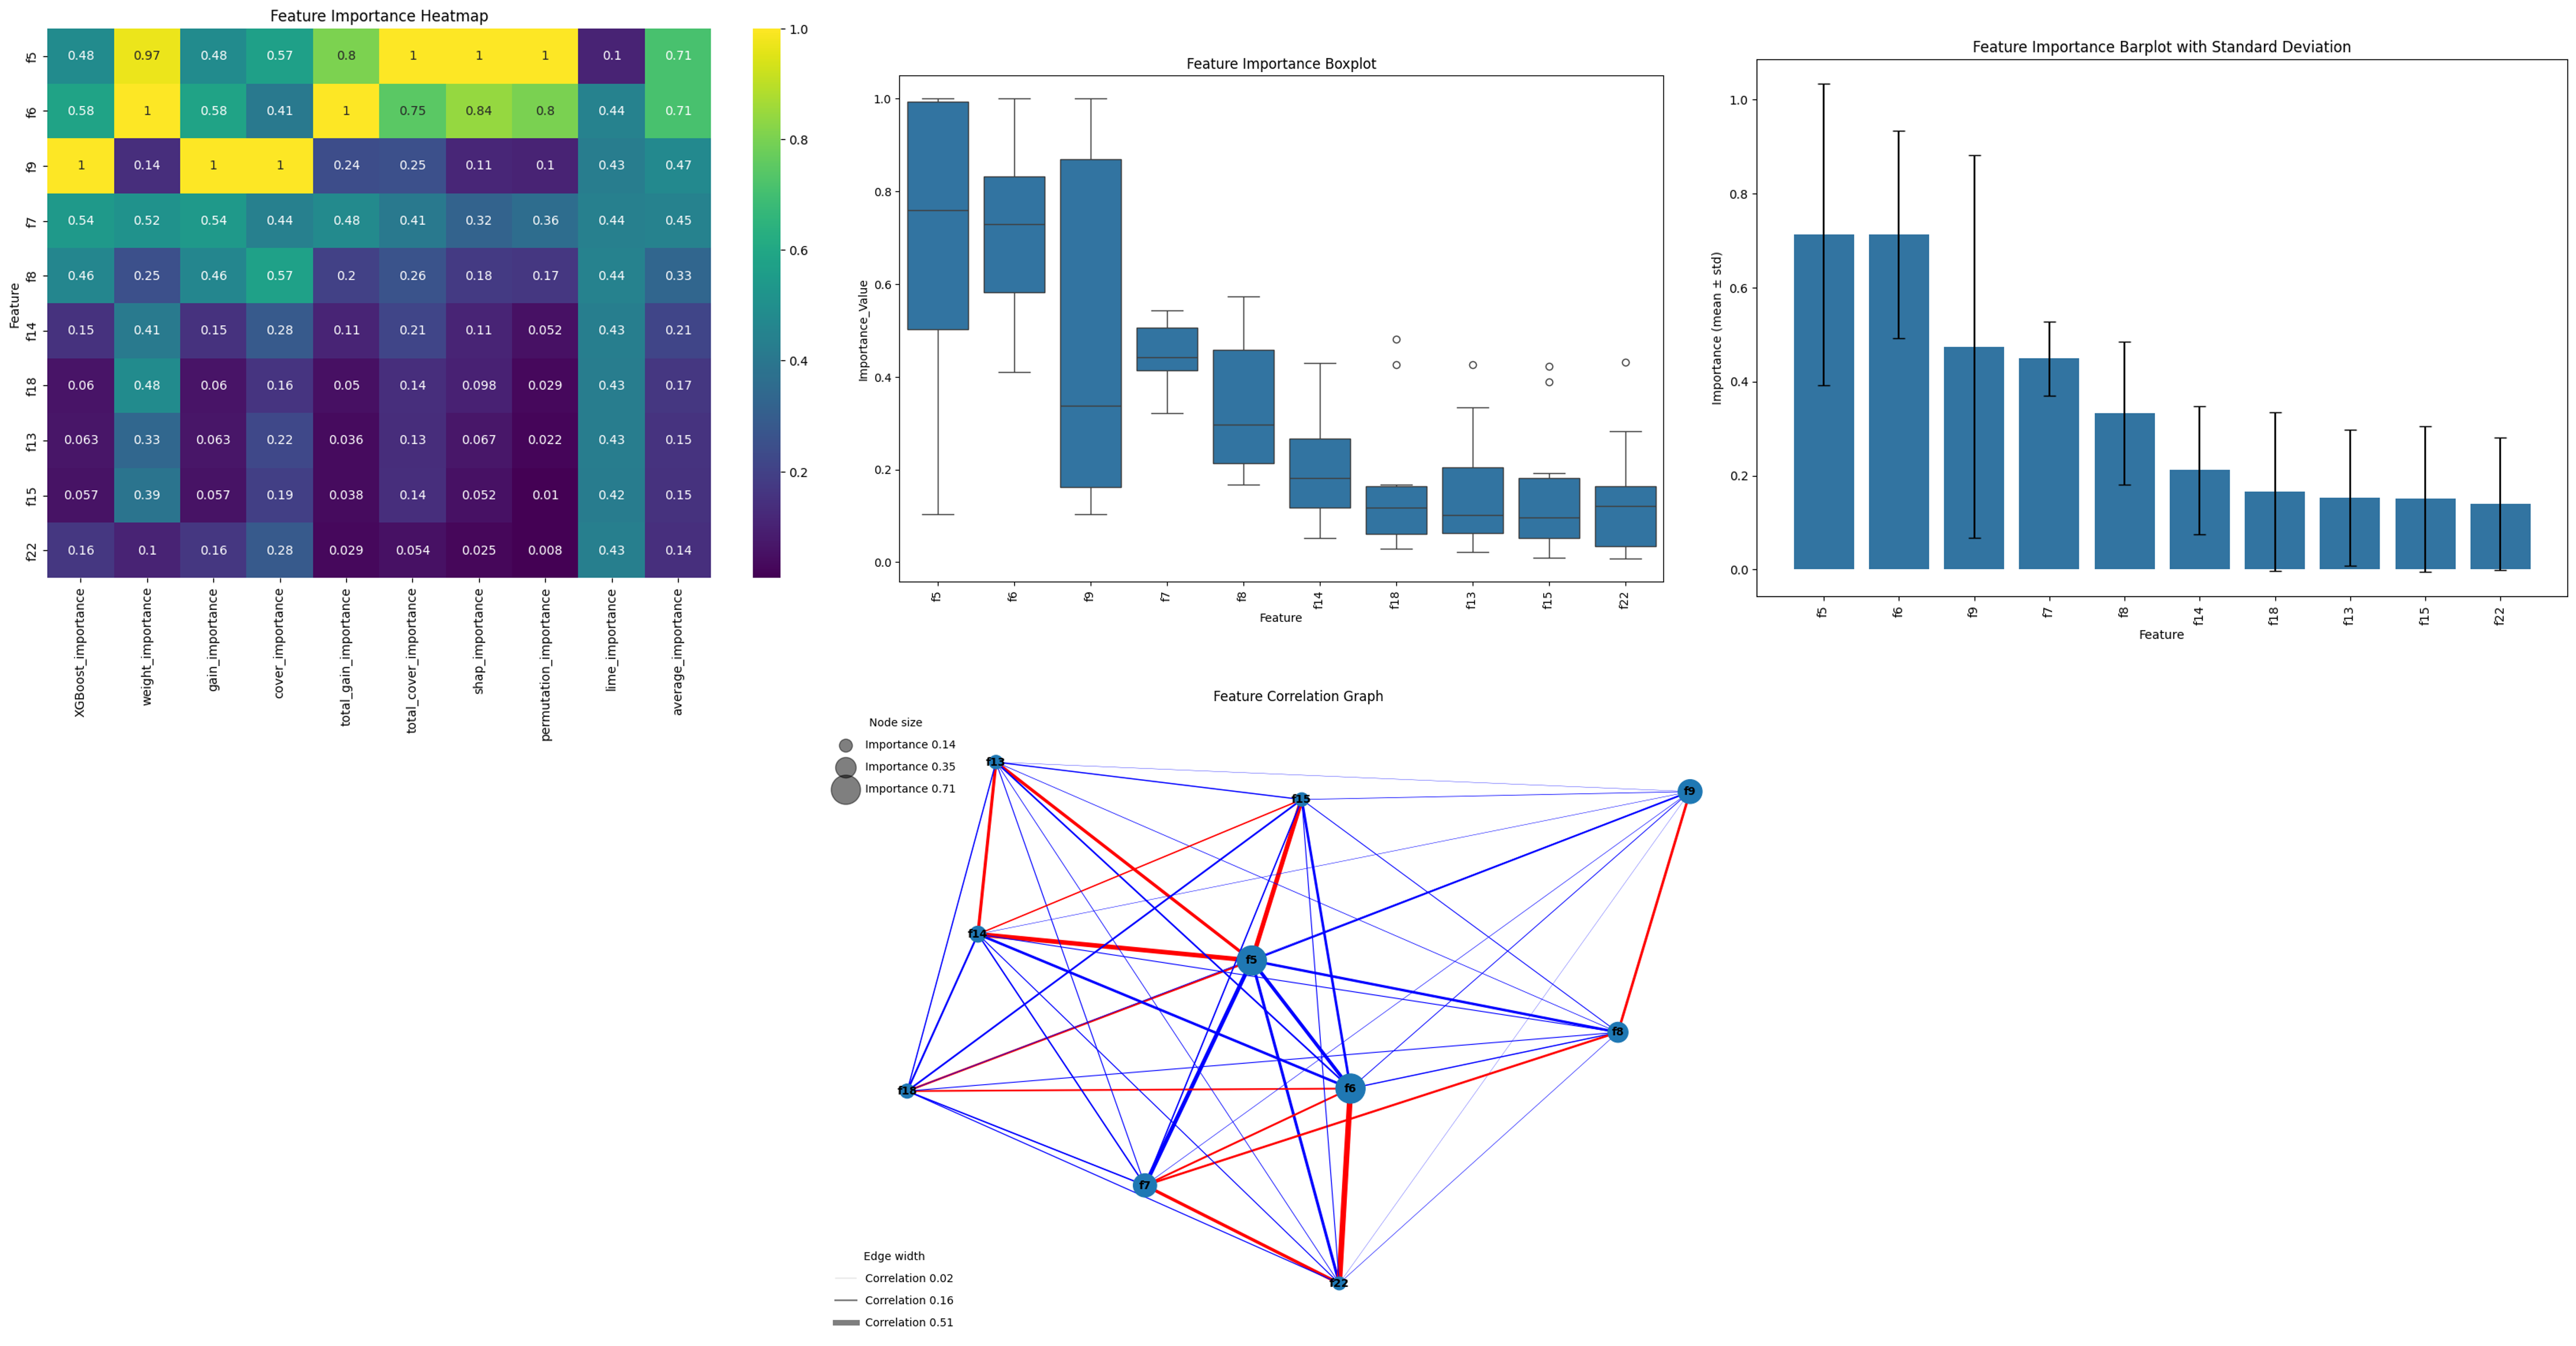 Feature Importance Heatmap
Feature
f5 0.48 0.97 0.48 0.57 0.8 1 1 1 0.1 0.71
f6 0.58 1 0.58 0.41 1 0.75 0.84 0.8 0.44 0.71
f9 1 0.14 1 1 0.24 0.25 0.11 0.1 0.43 0.47
f7 0.54 0.52 0.54 0.44 0.48 0.41 0.32 0.36 0.44 0.45
f8 0.46 0.25 0.46 0.57 0.2 0.26 0.18 0.17 0.44 0.33
f14 0.15 0.41 0.15 0.28 0.11 0.21 0.11 0.052 0.43 0.21
f18 0.06 0.48 0.06 0.16 0.05 0.14 0.098 0.029 0.43 0.17
f13 0.063 0.33 0.063 0.22 0.036 0.13 0.067 0.022 0.43 0.15
f15 0.057 0.39 0.057 0.19 0.038 0.14 0.052 0.01 0.42 0.15
f22 0.16 0.1 0.16 0.28 0.029 0.054 0.025 0.008 0.43 0.14
XGBoost_importance
weight_importance
gain_importance
cover_importance
total_gain_importance
total_cover_importance
shap_importance
permutation_importance
lime_importance
average_importance
1.0
0.8
0.6
0.4
0.2
Feature Importance Boxplot
Importance_Value
1.0
0.8
0.6
0.4
0.2
0.0
f5 f6 f9 f7 f8 f14 f18 f13 f15 f22
Feature
Feature Importance Barplot with Standard Deviation
Importance (mean ± std)
1.0
0.8
0.6
0.4
0.2
0.0
f5 f6 f9 f7 f8 f14 f18 f13 f15 f22
Feature
Feature Correlation Graph
Node size
Importance 0.14
Importance 0.35
Importance 0.71
f13
f9
f15
f14
f5
f8
f6
f18
f7
f22
Edge width
Correlation 0.02
Correlation 0.16
Correlation 0.51